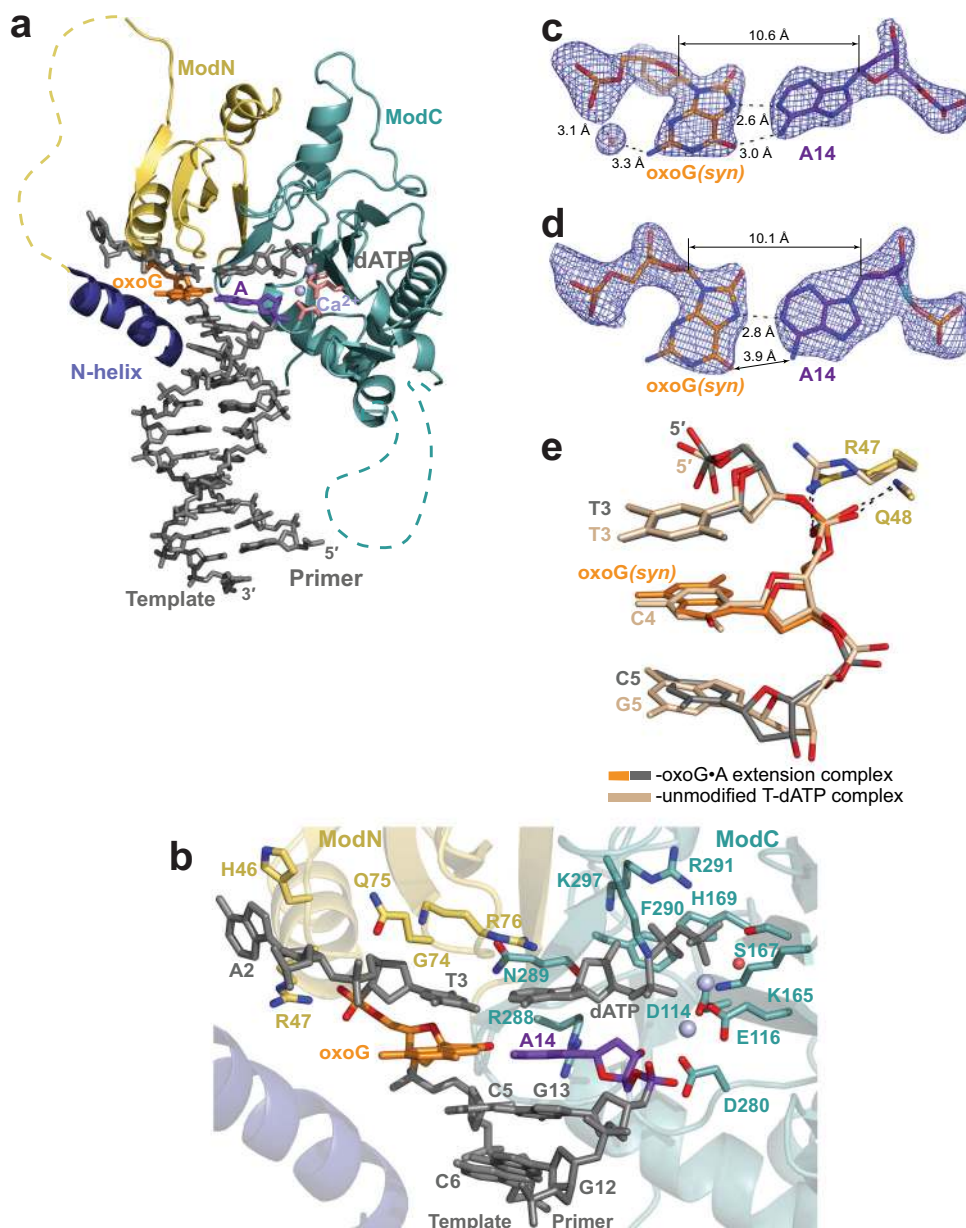 a
ModN
ModC
oxoG
A
dATP
Ca2+
N-helix
5′
Primer
Template
3′
c
10.6 Å
2.6 Å
3.1 Å
3.3 Å
3.0 Å
oxoG(syn)
A14
d
10.1 Å
2.8 Å
3.9 Å
oxoG(syn)
A14
e
5′
5′
R47
Q48
T3
T3
oxoG(syn)
C4
C5
G5
-oxoG•A extension complex
-unmodified T-dATP complex
b
ModN
ModC
H46
Q75
R76
G74
A2
T3
R47
oxoG
K297
R291
H169
F290
S167
N289
K165
dATP
D114
E116
R288
A14
D280
C5
G13
C6
G12
Template
Primer